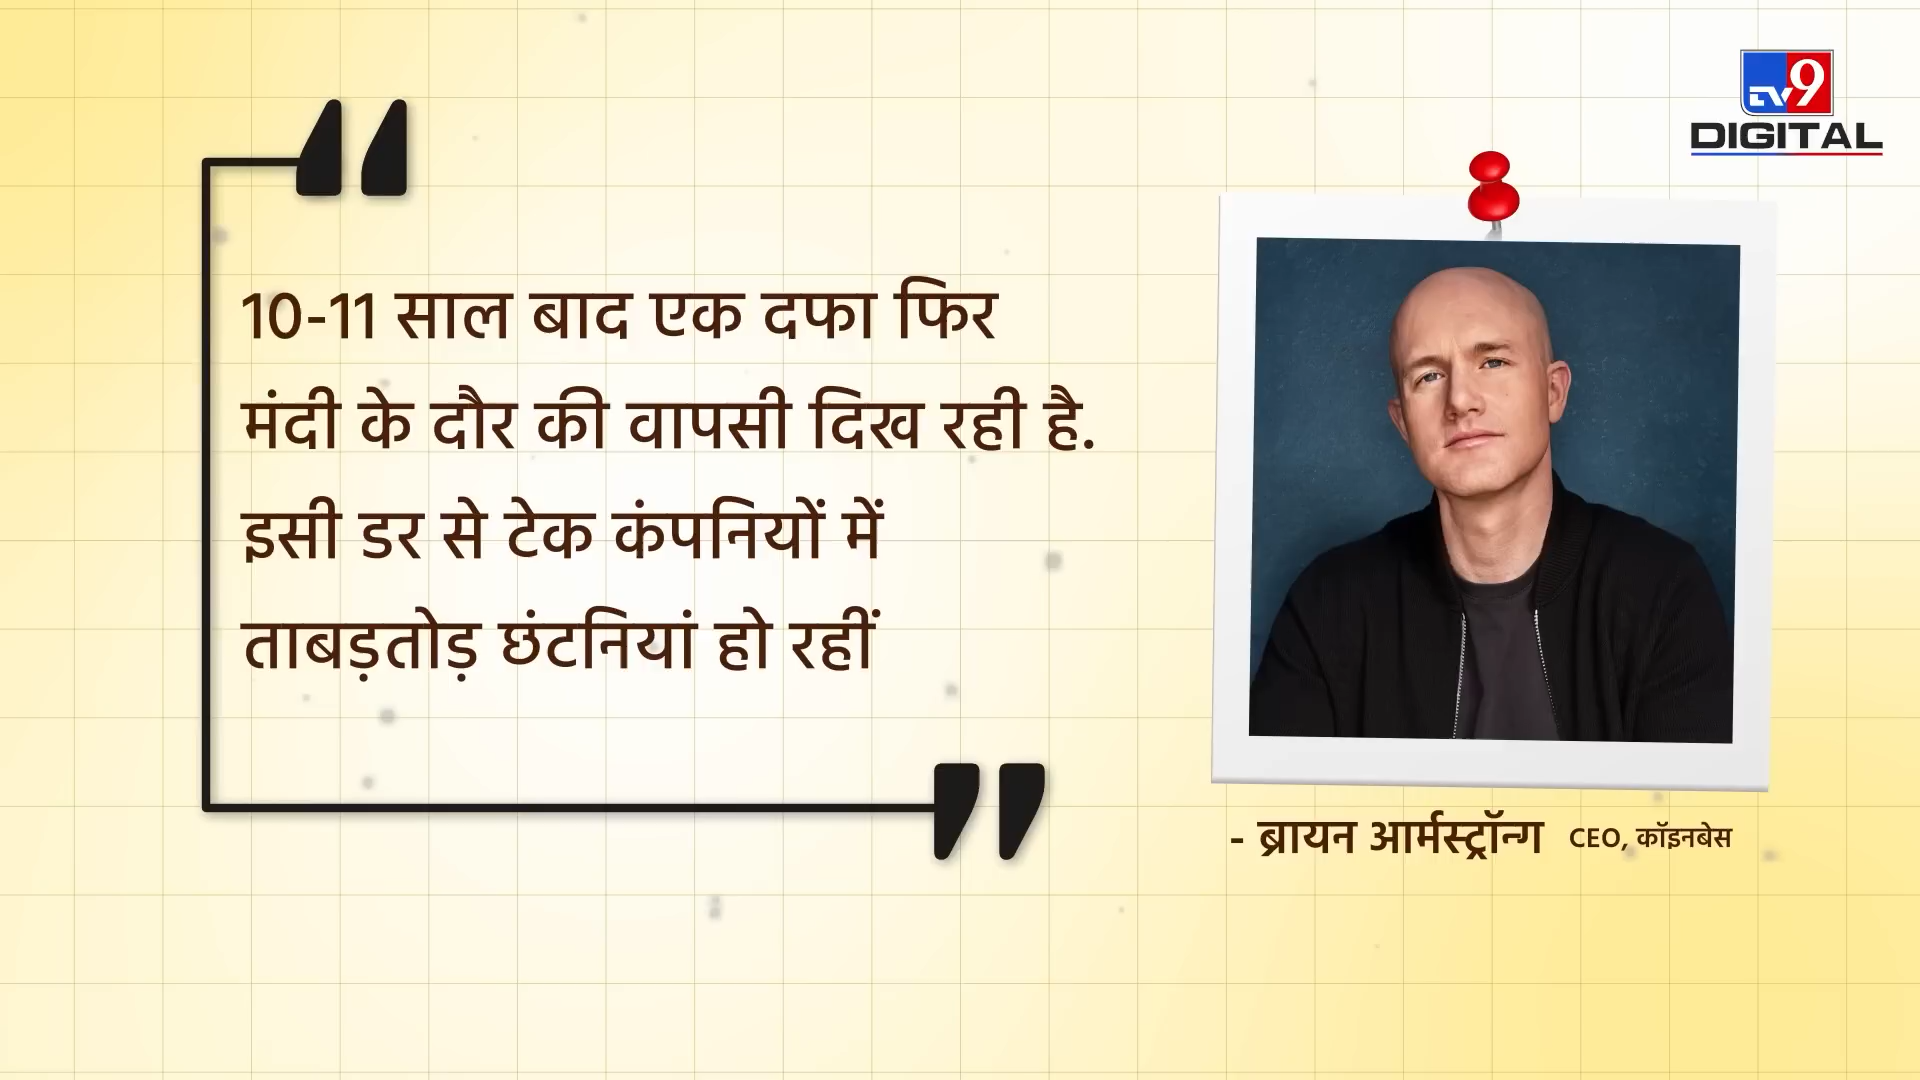 TV9
DIGITAL
10-11 साल बाद एक दफा फिर
मंदी के दौर की वापसी दिख रही है.
इसी डर से टेक कंपनियों में
ताबड़तोड़ छंटनियां हो रहीं
- ब्रायन आर्मस्ट्रॉन्ग CEO, कॉइनबेस